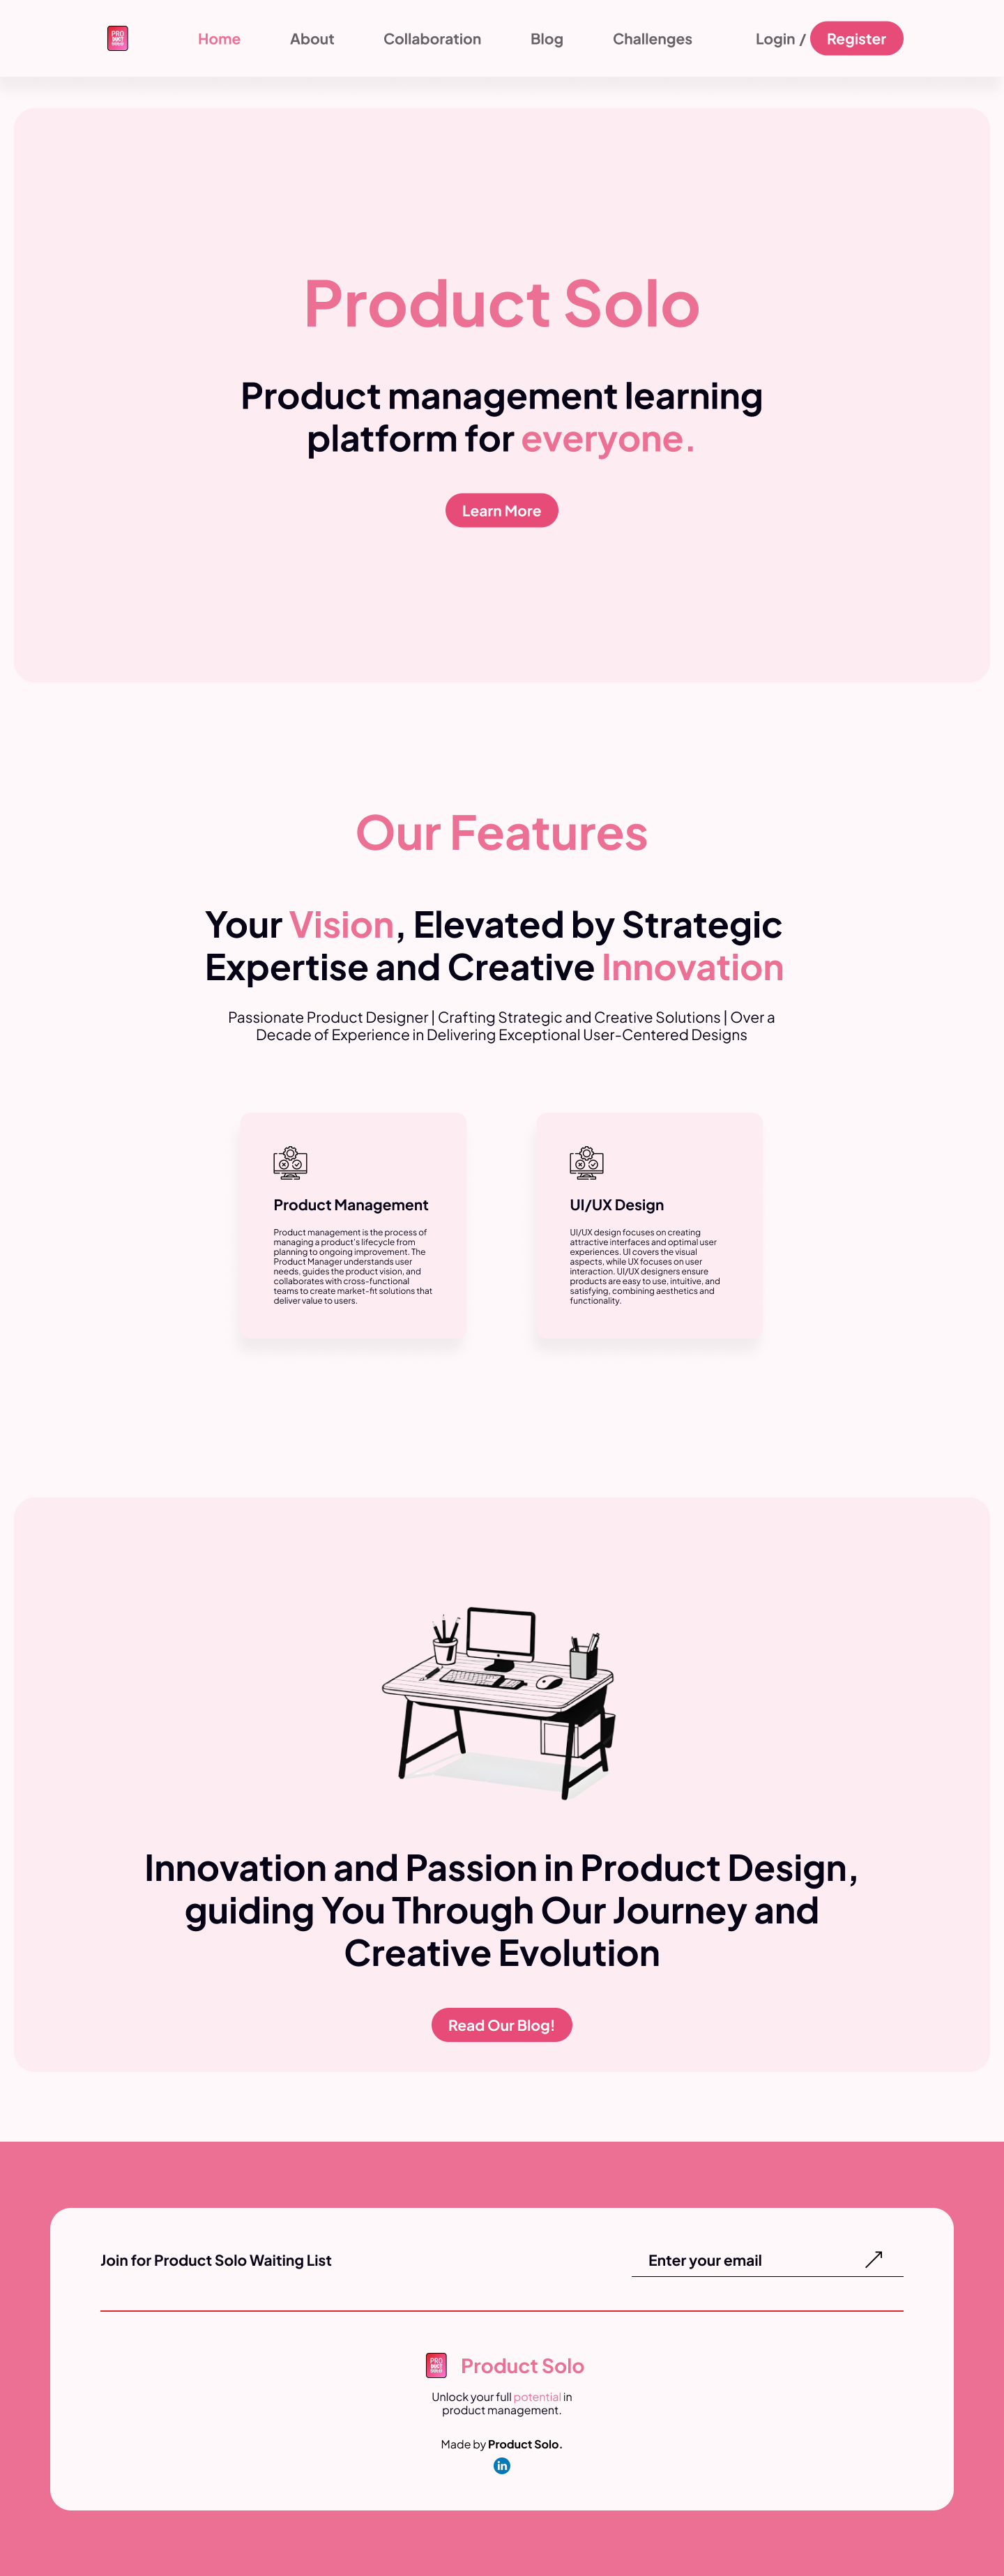 PRO
DUCT
SOLO
Home About Collaboration Blog Challenges Login / Register
Product Solo
Product management learning
platform for everyone.
Learn More
Our Features
Your Vision, Elevated by Strategic
Expertise and Creative Innovation
Passionate Product Designer | Crafting Strategic and Creative Solutions | Over a
Decade of Experience in Delivering Exceptional User-Centered Designs
Product Management
Product management is the process of
managing a product's lifecycle from
planning to ongoing improvement. The
Product Manager understands user
needs, guides the product vision, and
collaborates with cross-functional
teams to create market-fit solutions that
deliver value to users.
UI/UX Design
UI/UX design focuses on creating
attractive interfaces and optimal user
experiences. UI covers the visual
aspects, while UX focuses on user
interaction. UI/UX designers ensure
products are easy to use, intuitive, and
satisfying, combining aesthetics and
functionality.
Innovation and Passion in Product Design,
guiding You Through Our Journey and
Creative Evolution
Read Our Blog!
Join for Product Solo Waiting List
Enter your email
PRO
DUCT
SOLO
Product Solo
Unlock your full potential in
product management.
Made by Product Solo.
in